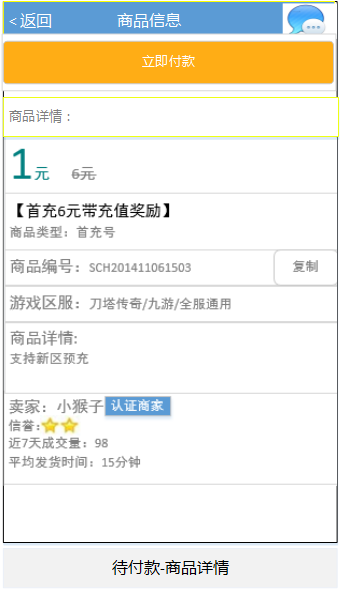 < 返回 商品信息
立即付款
商品详情：
1元 6元
【首充6元带充值奖励】
商品类型：首充号
商品编号：SCH201411061503 复制
游戏区服：刀塔传奇/九游/全服通用
商品详情:
支持新区预充
卖家：小猴子 认证商家
信誉:
近7天成交量：98
平均发货时间：15分钟
待付款-商品详情